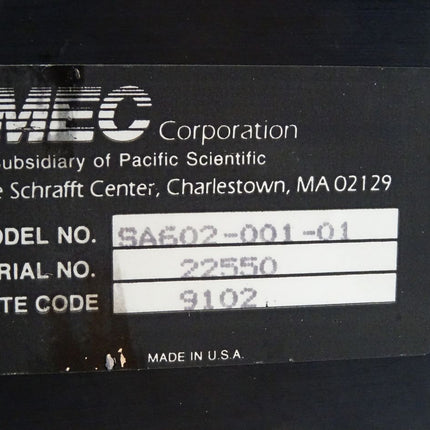 MEC Corporation
ubsidiary of Pacific Scientific
e Schrafft Center, Charlestown, MA 02129
ODEL NO. SA602-001-01
RIAL NO. 22550
TE CODE 9102
MADE IN U.S.A.